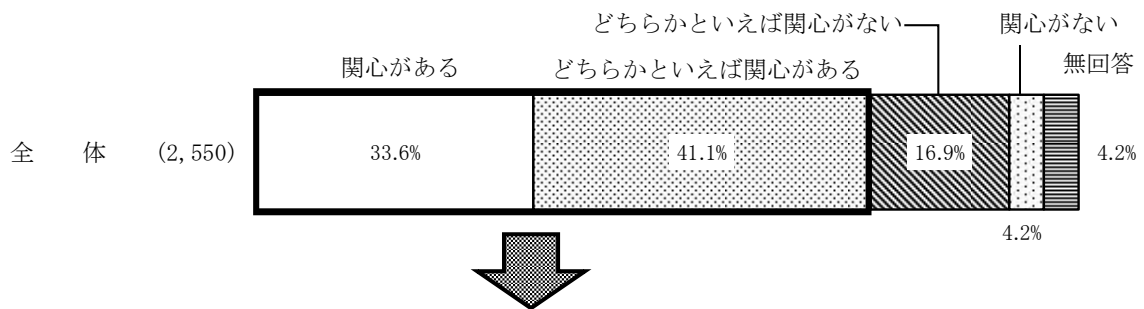 どちらかといえば関心がない 関心がない
関心がある どちらかといえば関心がある 無回答
全 体 (2,550) 33.6% 41.1% 16.9% 4.2%
4.2%